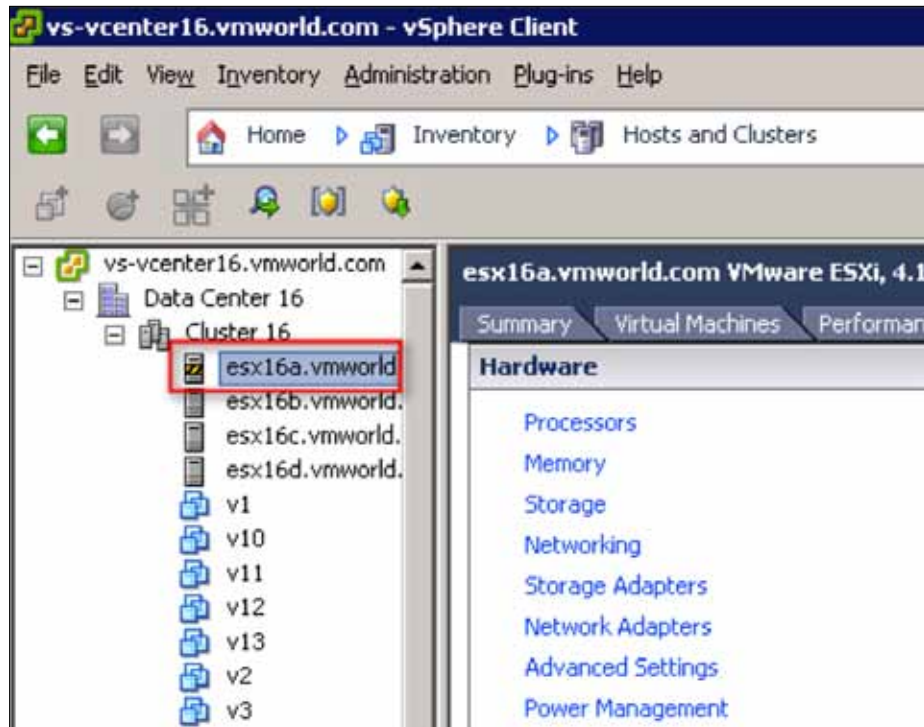 vs-vcenter16.vmworld.com - vSphere Client
File Edit View Inventory Administration Plug-ins Help
Home Inventory Hosts and Clusters
vs-vcenter16.vmworld.com
Data Center 16
Cluster 16
esx16a.vmworld
esx16b.vmworld.
esx16c.vmworld.
esx16d.vmworld.
v1
v10
v11
v12
v13
v2
v3
esx16a.vmworld.com VMware ESXi, 4.1
Summary Virtual Machines Performan
Hardware
Processors
Memory
Storage
Networking
Storage Adapters
Network Adapters
Advanced Settings
Power Management